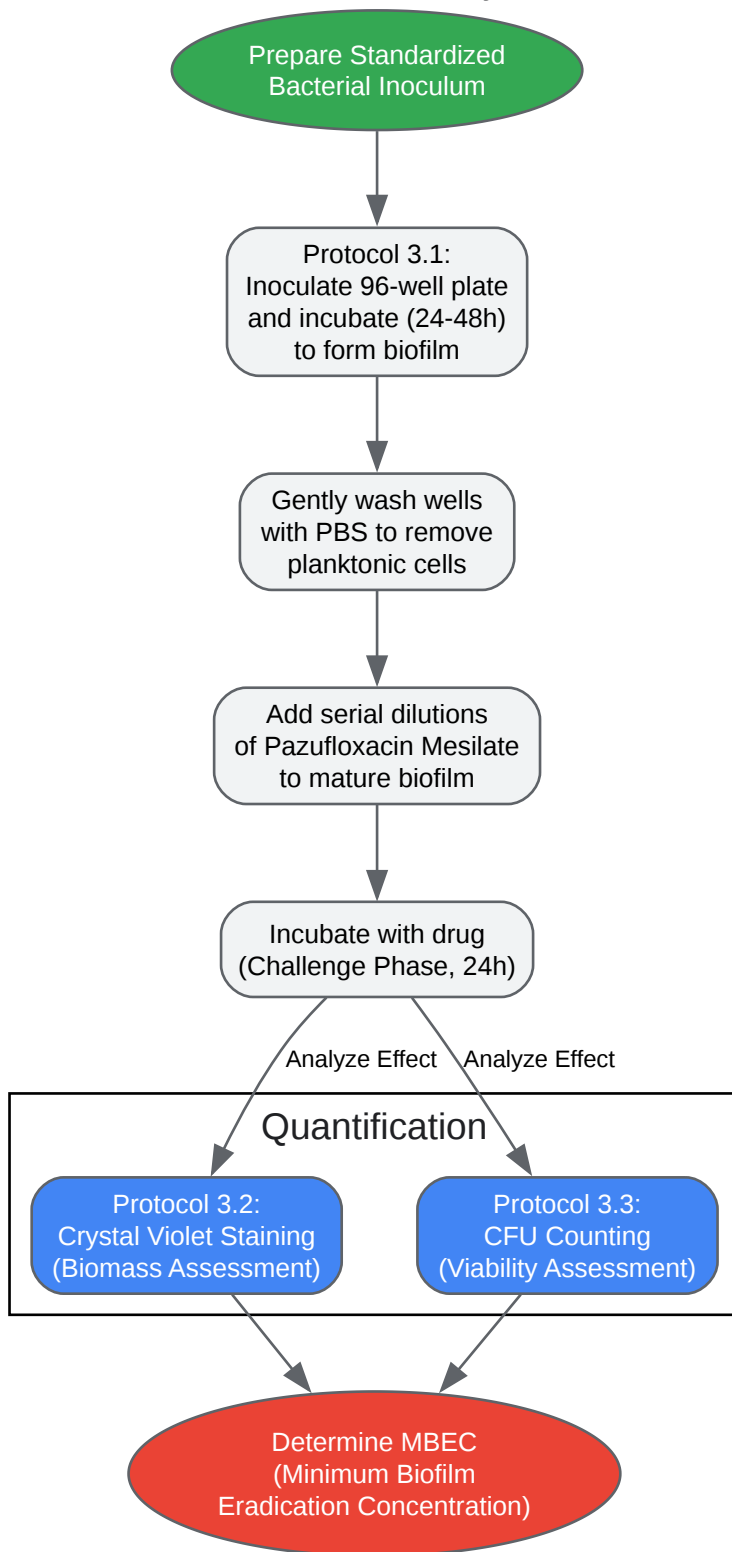 Prepare Standardized
Bacterial Inoculum
Protocol 3.1:
Inoculate 96-well plate
and incubate (24-48h)
to form biofilm
Gently wash wells
with PBS to remove
planktonic cells
Add serial dilutions
of Pazufloxacin Mesilate
to mature biofilm
Incubate with drug
(Challenge Phase, 24h)
Analyze Effect
Analyze Effect
Quantification
Protocol 3.2:
Crystal Violet Staining
(Biomass Assessment)
Protocol 3.3:
CFU Counting
(Viability Assessment)
Determine MBEC
(Minimum Biofilm
Eradication Concentration)